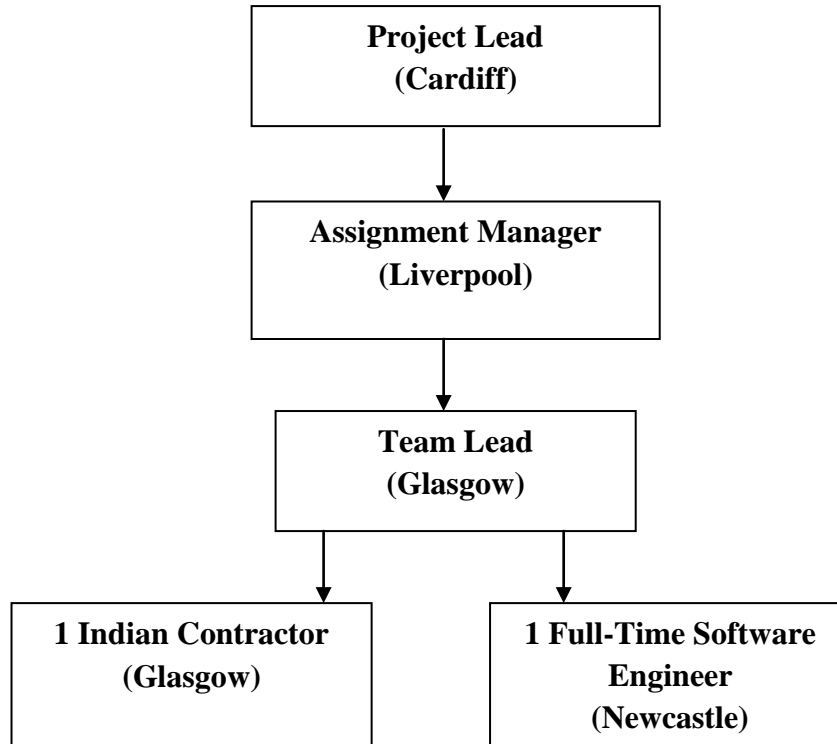 Project Lead
(Cardiff)
Assignment Manager
(Liverpool)
Team Lead
(Glasgow)
1 Indian Contractor
(Glasgow)
1 Full-Time Software
Engineer
(Newcastle)